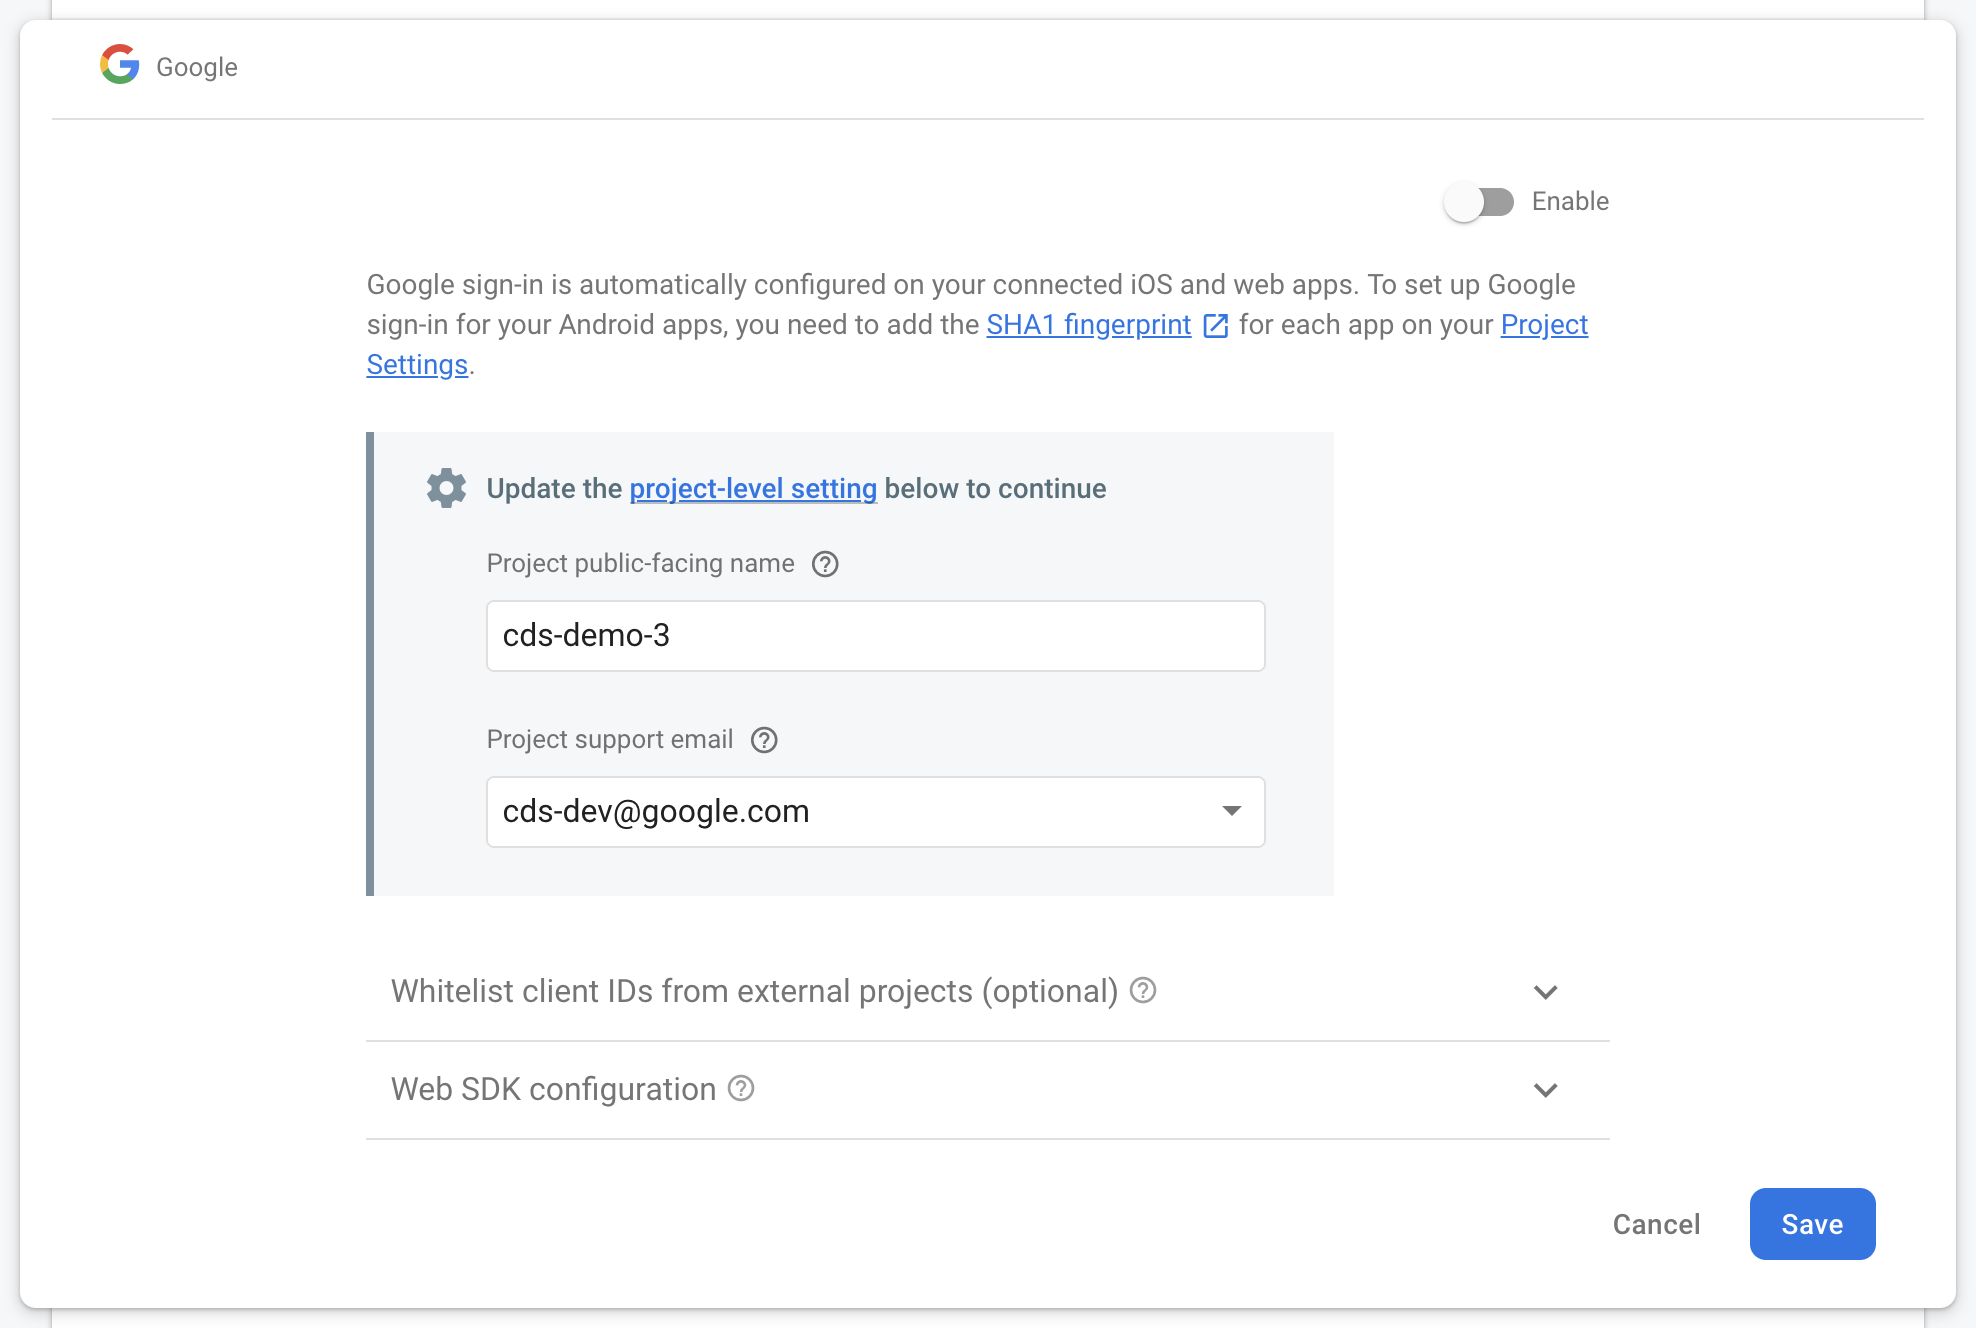 Google
Enable
Google sign-in is automatically configured on your connected iOS and web apps. To set up Google
sign-in for your Android apps, you need to add the SHA1 fingerprint for each app on your Project
Settings.
Update the project-level setting below to continue
Project public-facing name
cds-demo-3
Project support email
cds-dev@google.com
Whitelist client IDs from external projects (optional)
Web SDK configuration
Cancel
Save